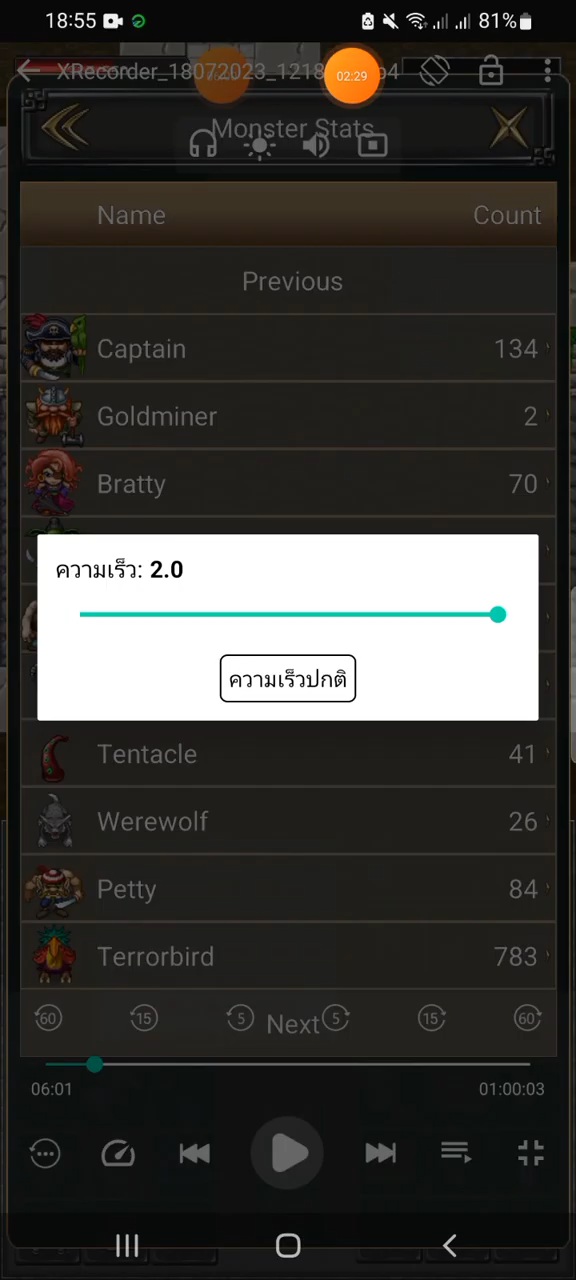 18:55 81%
XRecorder_18072023_1218 p4
02:29
Monster Stats
Name Count
Previous
Captain 134
Goldminer 2
Bratty 70
ความเร็ว: 2.0
ความเร็วปกติ
Tentacle 41
Werewolf 26
Petty 84
Terrorbird 783
60 15 5 Next 5 15 60
06:01 01:00:03